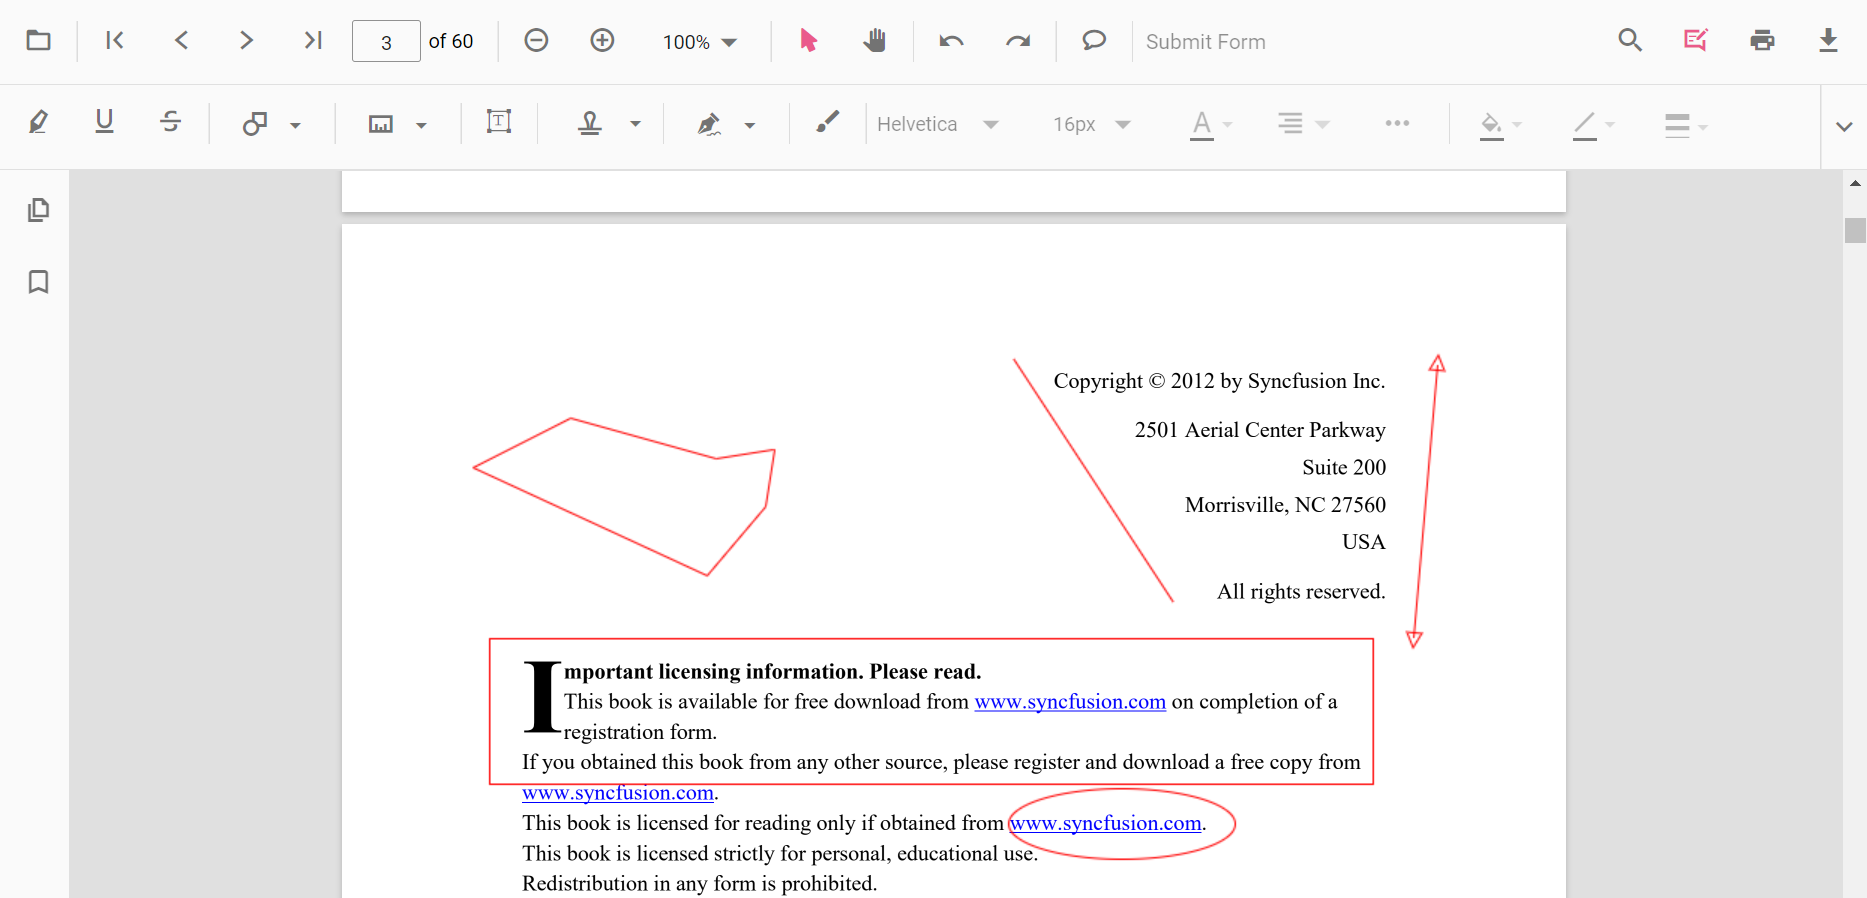 3 of 60 100% Submit Form
U S T Helvetica 16px A
Copyright © 2012 by Syncfusion Inc.
2501 Aerial Center Parkway
Suite 200
Morrisville, NC 27560
USA
All rights reserved.
Important licensing information. Please read.
This book is available for free download from www.syncfusion.com on completion of a
registration form.
If you obtained this book from any other source, please register and download a free copy from
www.syncfusion.com.
This book is licensed for reading only if obtained from www.syncfusion.com.
This book is licensed strictly for personal, educational use.
Redistribution in any form is prohibited.